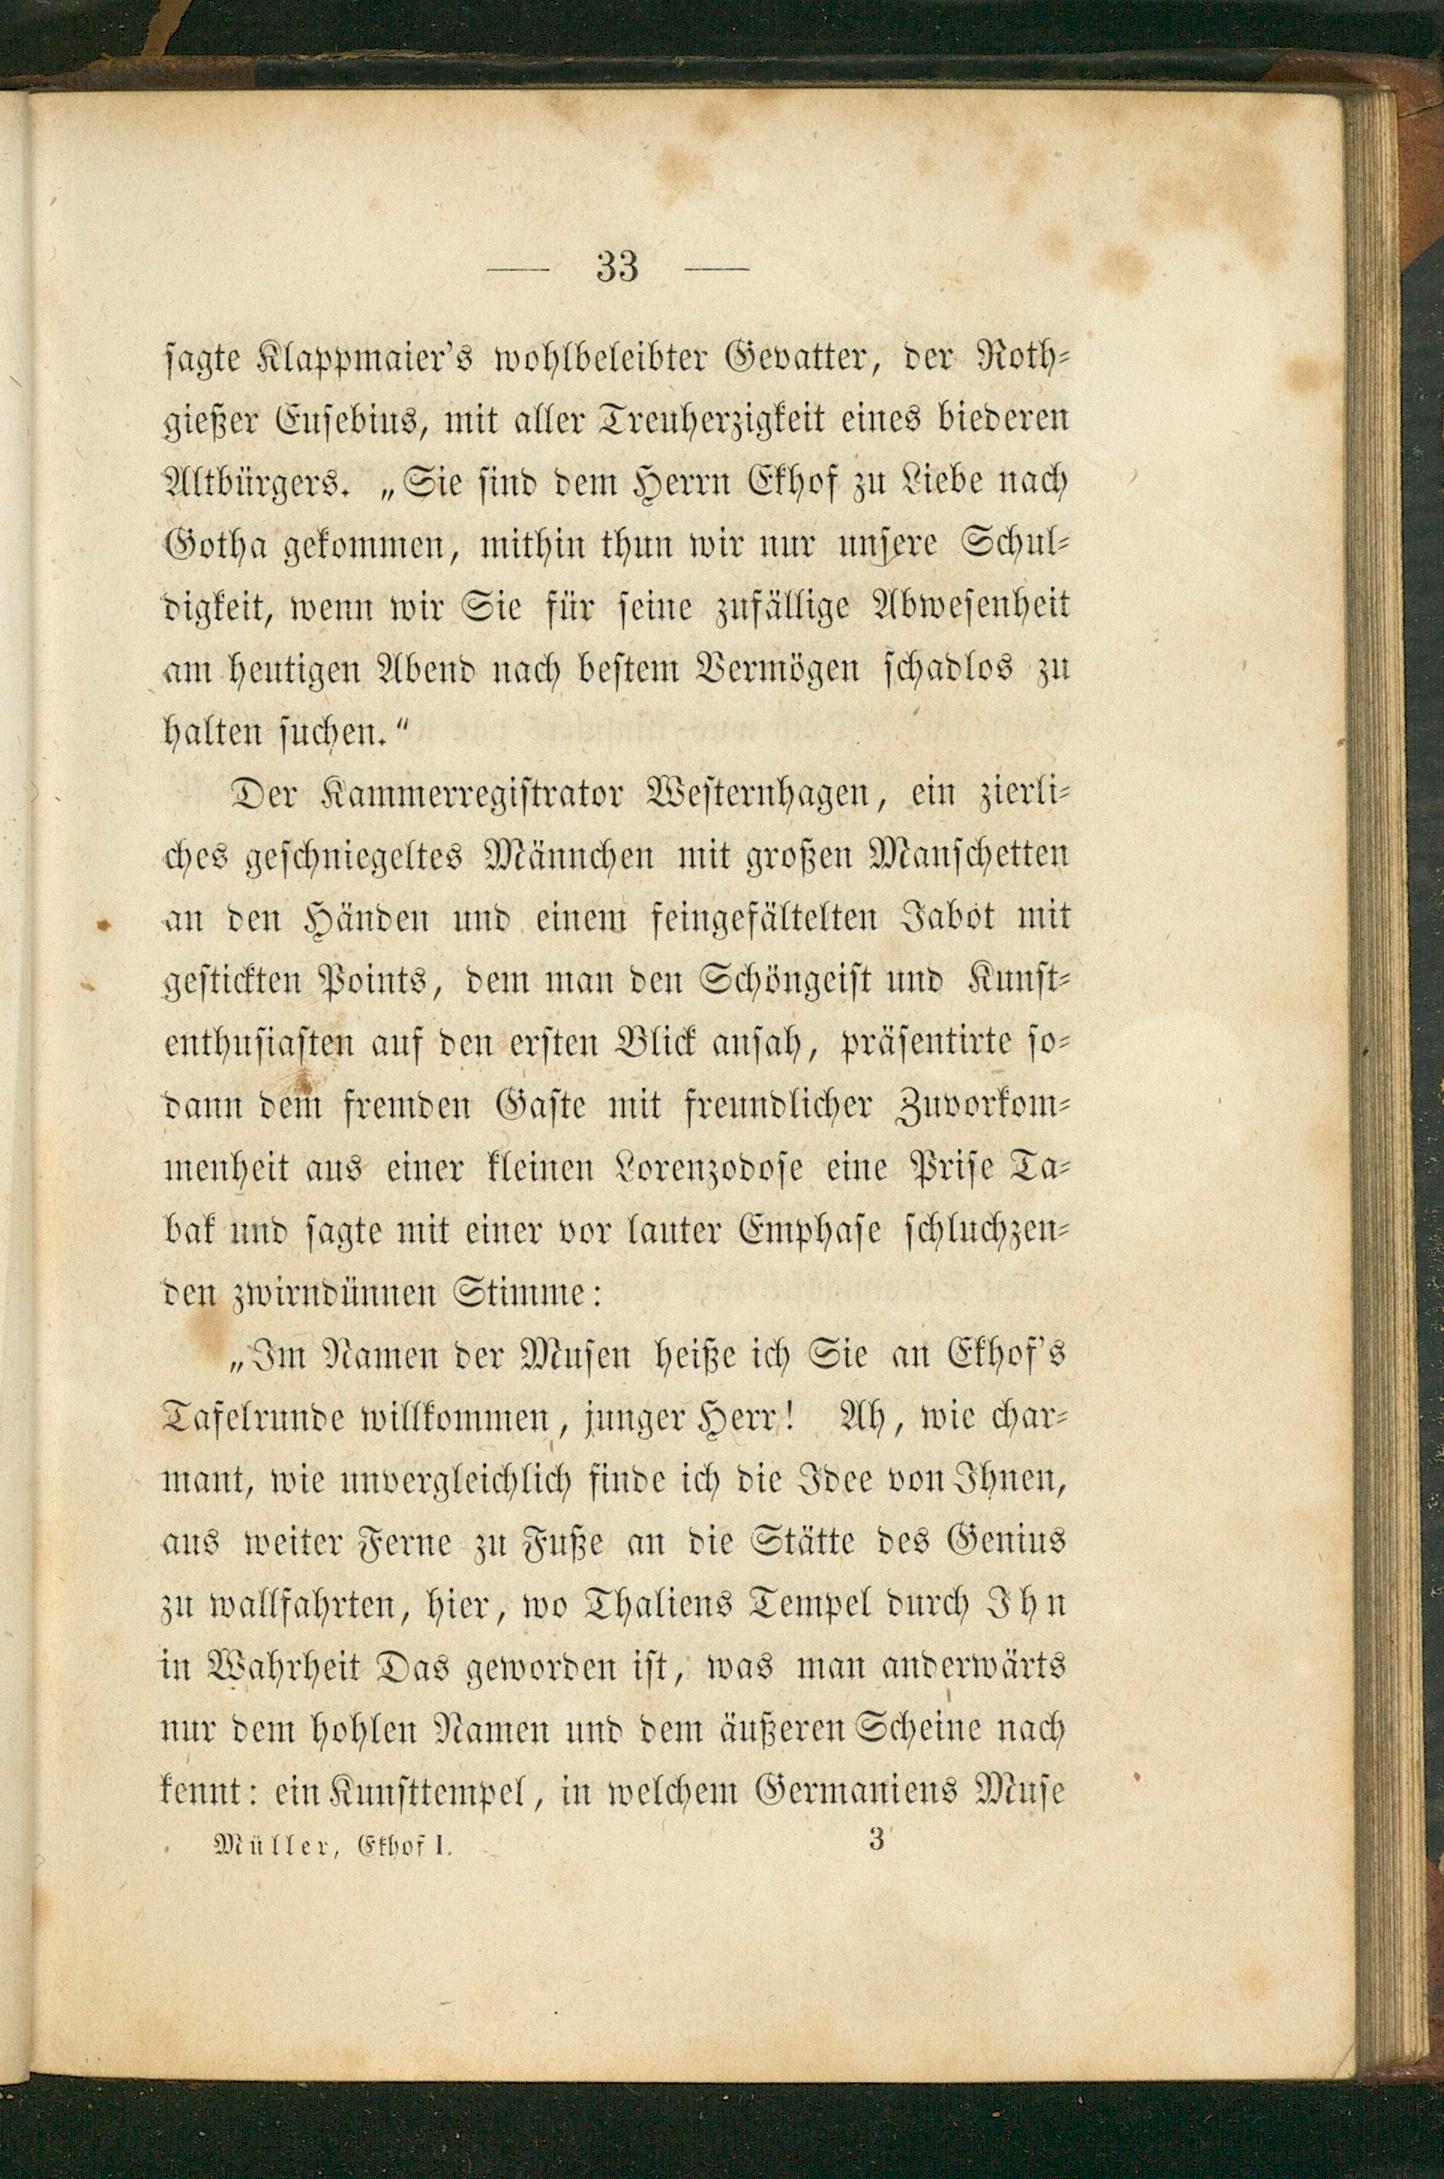 — 33 —
sagte Klappmaier's wohlbeleibter Gevatter, der Roth-
gießer Eusebius, mit aller Treuherzigkeit eines biederen
Altbürgers. „Sie sind dem Herrn Ekhof zu Liebe nach
Gotha gekommen, mithin thun wir nur unsere Schul-
digkeit, wenn wir Sie für seine zufällige Abwesenheit
am heutigen Abend nach bestem Vermögen schadlos zu
halten suchen.“
Der Kammerregistrator Westernhagen, ein zierli-
ches geschniegeltes Männchen mit großen Manschetten
an den Händen und einem feingefältelten Jabot mit
gestickten Points, dem man den Schöngeist und Kunst-
enthusiasten auf den ersten Blick ansah, präsentirte so-
dann dem fremden Gaste mit freundlicher Zuvorkom-
menheit aus einer kleinen Lorenzodose eine Prise Ta-
bak und sagte mit einer vor lauter Emphase schluchzen-
den zwirndünnen Stimme:
„Im Namen der Musen heiße ich Sie an Ekhof's
Tafelrunde willkommen, junger Herr! Ah, wie char-
mant, wie unvergleichlich finde ich die Idee von Ihnen,
aus weiter Ferne zu Fuße an die Stätte des Genius
zu wallfahrten, hier, wo Thaliens Tempel durch Ihn
in Wahrheit Das geworden ist, was man anderwärts
nur dem hohlen Namen und dem äußeren Scheine nach
kennt: ein Kunsttempel, in welchem Germaniens Muse
Müller, Ekhof I. 3